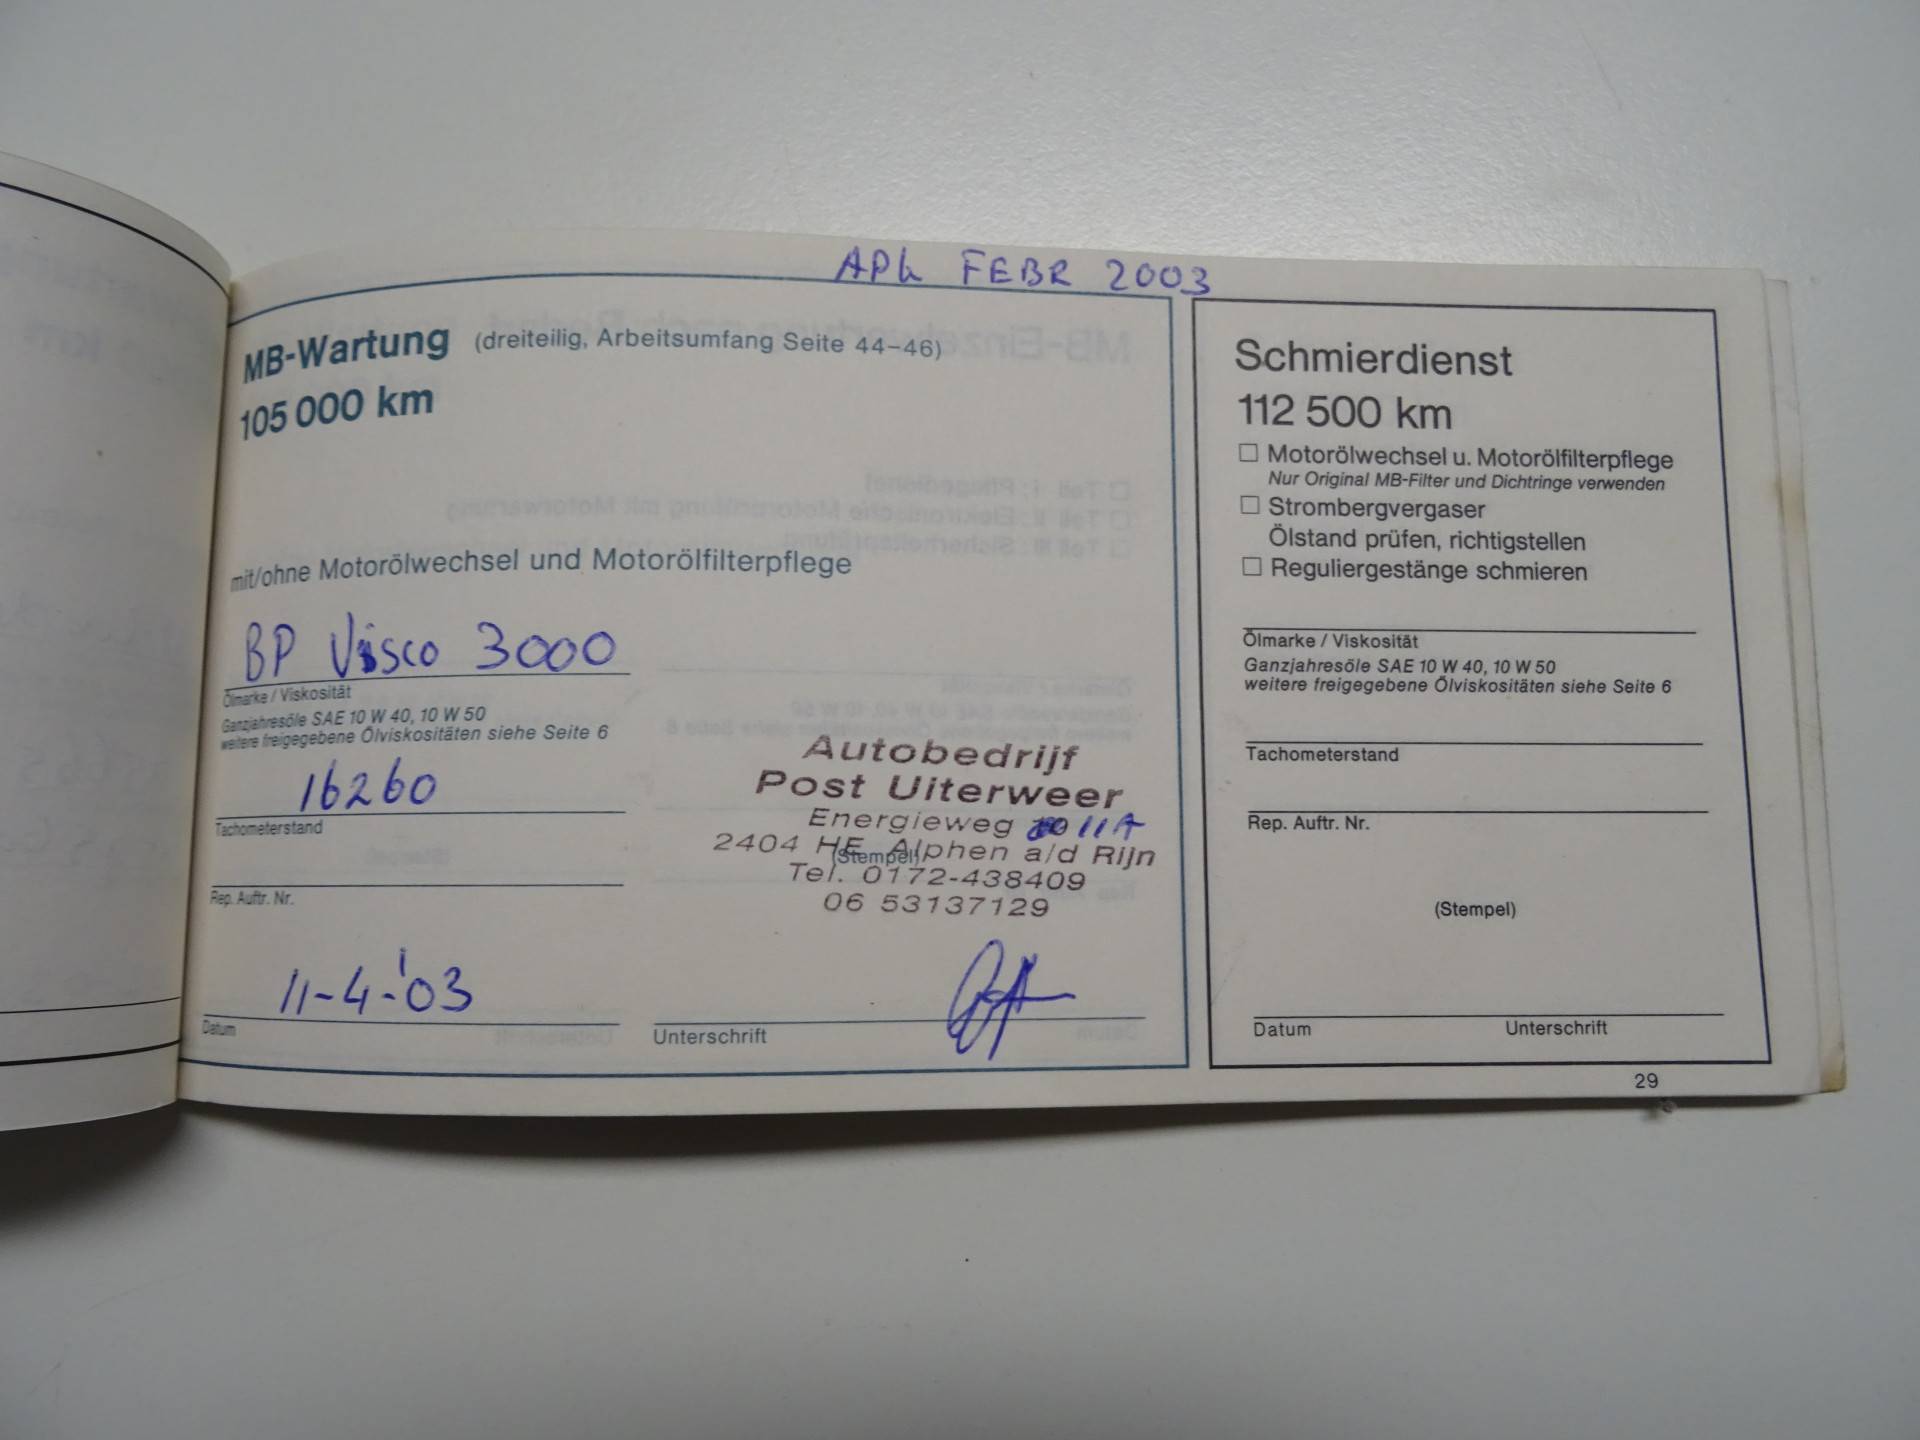 APK FEBR 2003
MB-Wartung (dreiteilig, Arbeitsumfang Seite 44–46)
105 000 km
mit/ohne Motorölwechsel und Motorölfilterpflege
BP Visco 3000
Ölmarke / Viskosität
Ganzjahresöle SAE 10 W 40, 10 W 50
weitere freigegebene Ölviskositäten siehe Seite 6
16260
Tachometerstand
Rep. Auftr. Nr.
11-4-'03
Datum
Autobedrijf
Post Uiterweer
Energieweg 11A
2404 HE Alphen a/d Rijn
(Stempel)
Tel. 0172-438409
06 53137129
Unterschrift
Schmierdienst
112 500 km
☐ Motorölwechsel u. Motorölfilterpflege
Nur Original MB-Filter und Dichtringe verwenden
☐ Strombergvergaser
Ölstand prüfen, richtigstellen
☐ Reguliergestänge schmieren
Ölmarke / Viskosität
Ganzjahresöle SAE 10 W 40, 10 W 50
weitere freigegebene Ölviskositäten siehe Seite 6
Tachometerstand
Rep. Auftr. Nr.
(Stempel)
Datum Unterschrift
29